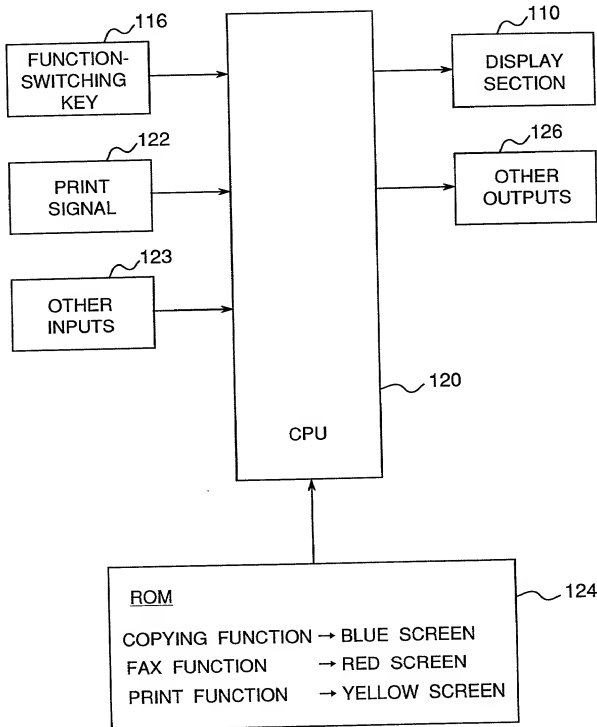 116
FUNCTION-
SWITCHING
KEY
122
PRINT
SIGNAL
123
OTHER
INPUTS
110
DISPLAY
SECTION
126
OTHER
OUTPUTS
120
CPU
124
ROM
COPYING FUNCTION → BLUE SCREEN
FAX FUNCTION → RED SCREEN
PRINT FUNCTION → YELLOW SCREEN